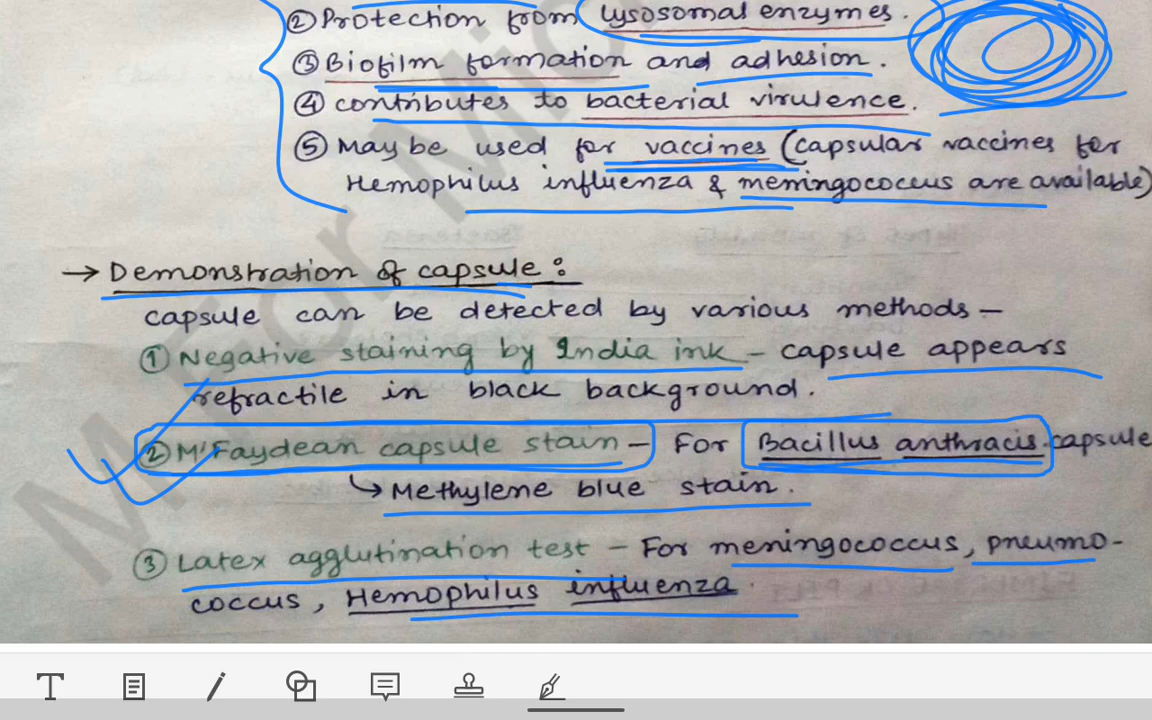 ② Protection from lysosomal enzymes.
③ Biofilm formation and adhesion.
④ contributes to bacterial virulence.
⑤ May be used for vaccines (capsular vaccines for
Hemophilus influenza & meningococcus are available)
→ Demonstration of capsule :
capsule can be detected by various methods –
① Negative staining by India ink – capsule appears
refractile in black background.
② M'Faydean capsule stain – For Bacillus anthracis capsule
↳ Methylene blue stain.
③ Latex agglutination test – For meningococcus, pneumo-
coccus, Hemophilus influenza.